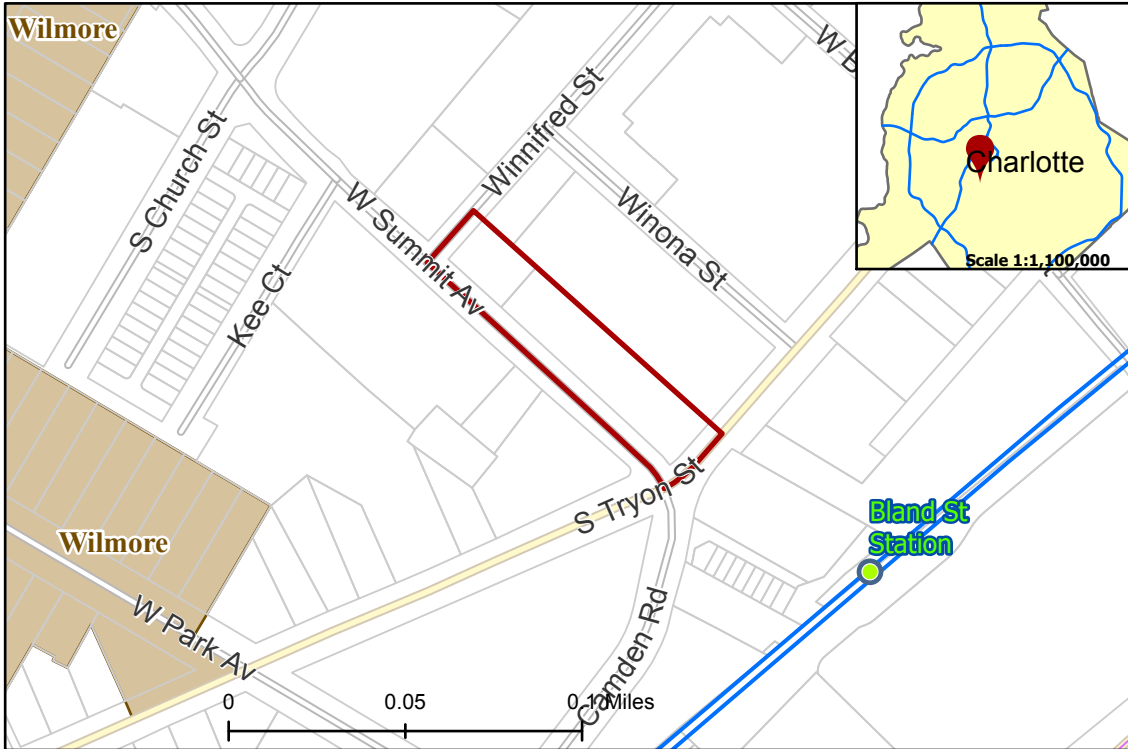 Wilmore
W B
Winnifred St
S Church St
Charlotte
W Summit Av
Winona St
Scale 1:1,100,000
Kee Ct
S Tryon St
Bland St
Station
Wilmore
W Park Av
Camden Rd
0 0.05 0.1 Miles